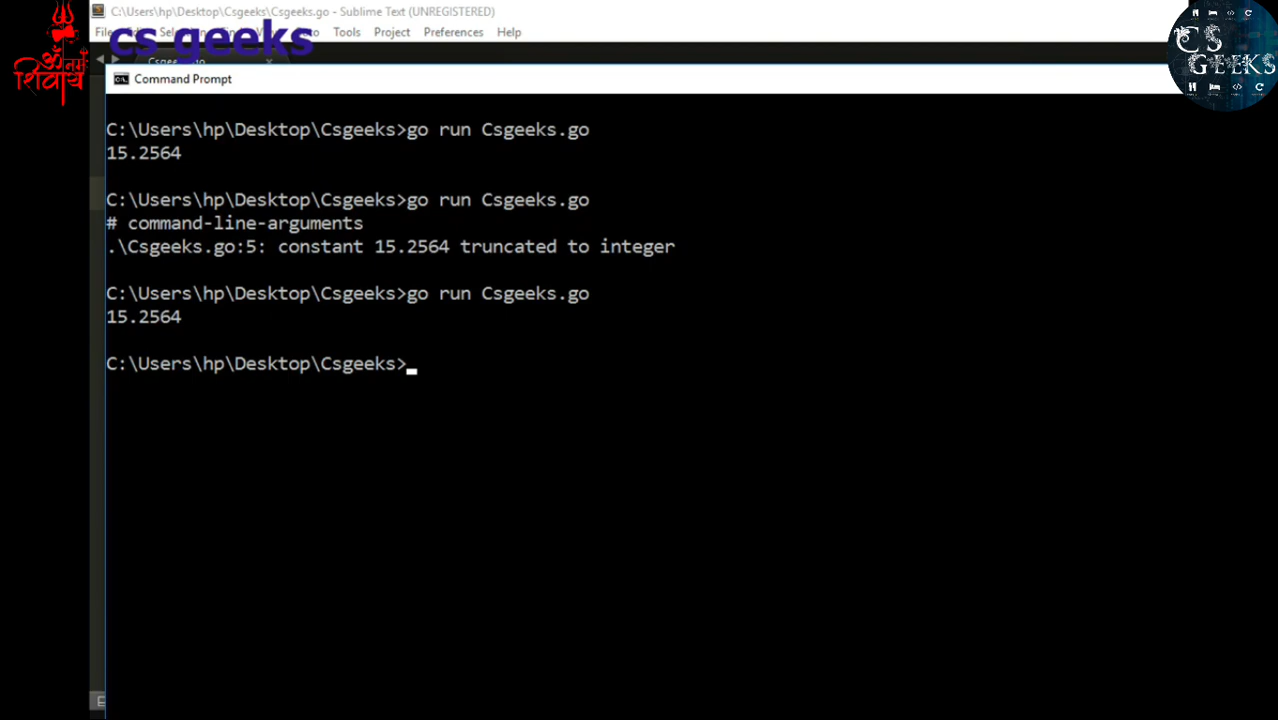 C:\Users\hp\Desktop\Csgeeks\Csgeeks.go - Sublime Text (UNREGISTERED)
Tools Project Preferences Help
cs geeks
ॐ नमः
शिवाय
CS
GEEKS
Command Prompt
C:\Users\hp\Desktop\Csgeeks>go run Csgeeks.go
15.2564
C:\Users\hp\Desktop\Csgeeks>go run Csgeeks.go
# command-line-arguments
.\Csgeeks.go:5: constant 15.2564 truncated to integer
C:\Users\hp\Desktop\Csgeeks>go run Csgeeks.go
15.2564
C:\Users\hp\Desktop\Csgeeks>